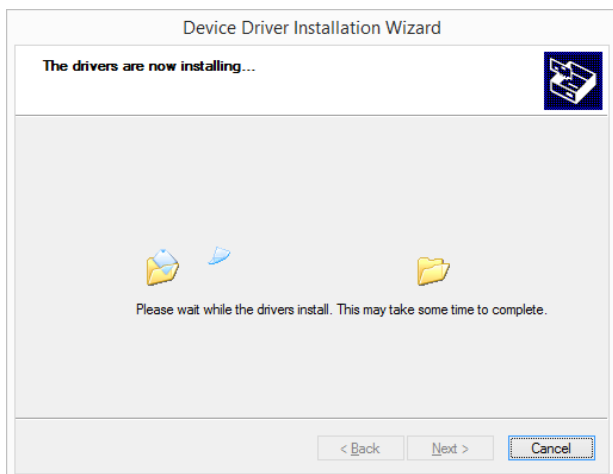 Device Driver Installation Wizard
The drivers are now installing...
Please wait while the drivers install. This may take some time to complete.
< Back
Next >
Cancel